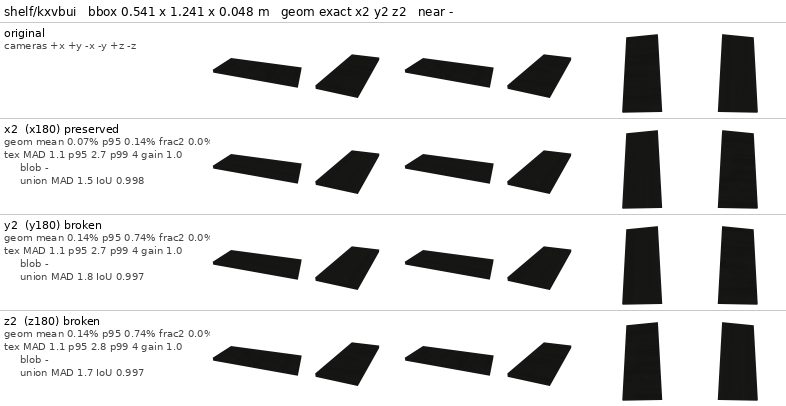 shelf/kxvbui bbox 0.541 x 1.241 x 0.048 m geom exact x2 y2 z2 near -
original
cameras +x +y -x -y +z -z
x2 (x180) preserved
geom mean 0.07% p95 0.14% frac2 0.0%
tex MAD 1.1 p95 2.7 p99 4 gain 1.0
blob -
union MAD 1.5 IoU 0.998
y2 (y180) broken
geom mean 0.14% p95 0.74% frac2 0.0%
tex MAD 1.1 p95 2.7 p99 4 gain 1.0
blob -
union MAD 1.8 IoU 0.997
z2 (z180) broken
geom mean 0.14% p95 0.74% frac2 0.0%
tex MAD 1.1 p95 2.8 p99 4 gain 1.0
blob -
union MAD 1.7 IoU 0.997